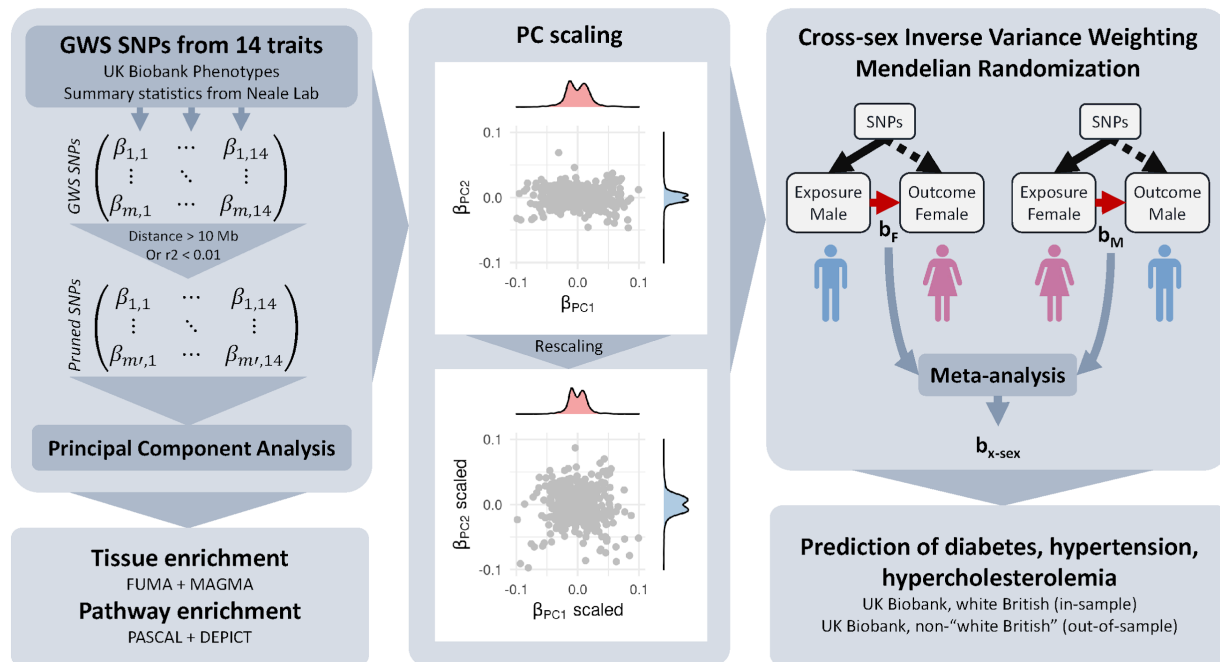 GWS SNPs from 14 traits
UK Biobank Phenotypes
Summary statistics from Neale Lab
GWS SNPs
β1,1 ⋯ β1,14
⋮ ⋱ ⋮
βm,1 ⋯ βm,14
Distance > 10 Mb
Or r2 < 0.01
Pruned SNPs
β1,1 ⋯ β1,14
⋮ ⋱ ⋮
βm′,1 ⋯ βm′,14
Principal Component Analysis
Tissue enrichment
FUMA + MAGMA
Pathway enrichment
PASCAL + DEPICT
PC scaling
0.1
0.0
-0.1
βPC2
-0.1 0.0 0.1
βPC1
Rescaling
0.1
0.0
-0.1
βPC2 scaled
-0.1 0.0 0.1
βPC1 scaled
Cross-sex Inverse Variance Weighting
Mendelian Randomization
SNPs
Exposure
Male
Outcome
Female
bF
SNPs
Exposure
Female
Outcome
Male
bM
Meta-analysis
bx-sex
Prediction of diabetes, hypertension,
hypercholesterolemia
UK Biobank, white British (in-sample)
UK Biobank, non-“white British” (out-of-sample)